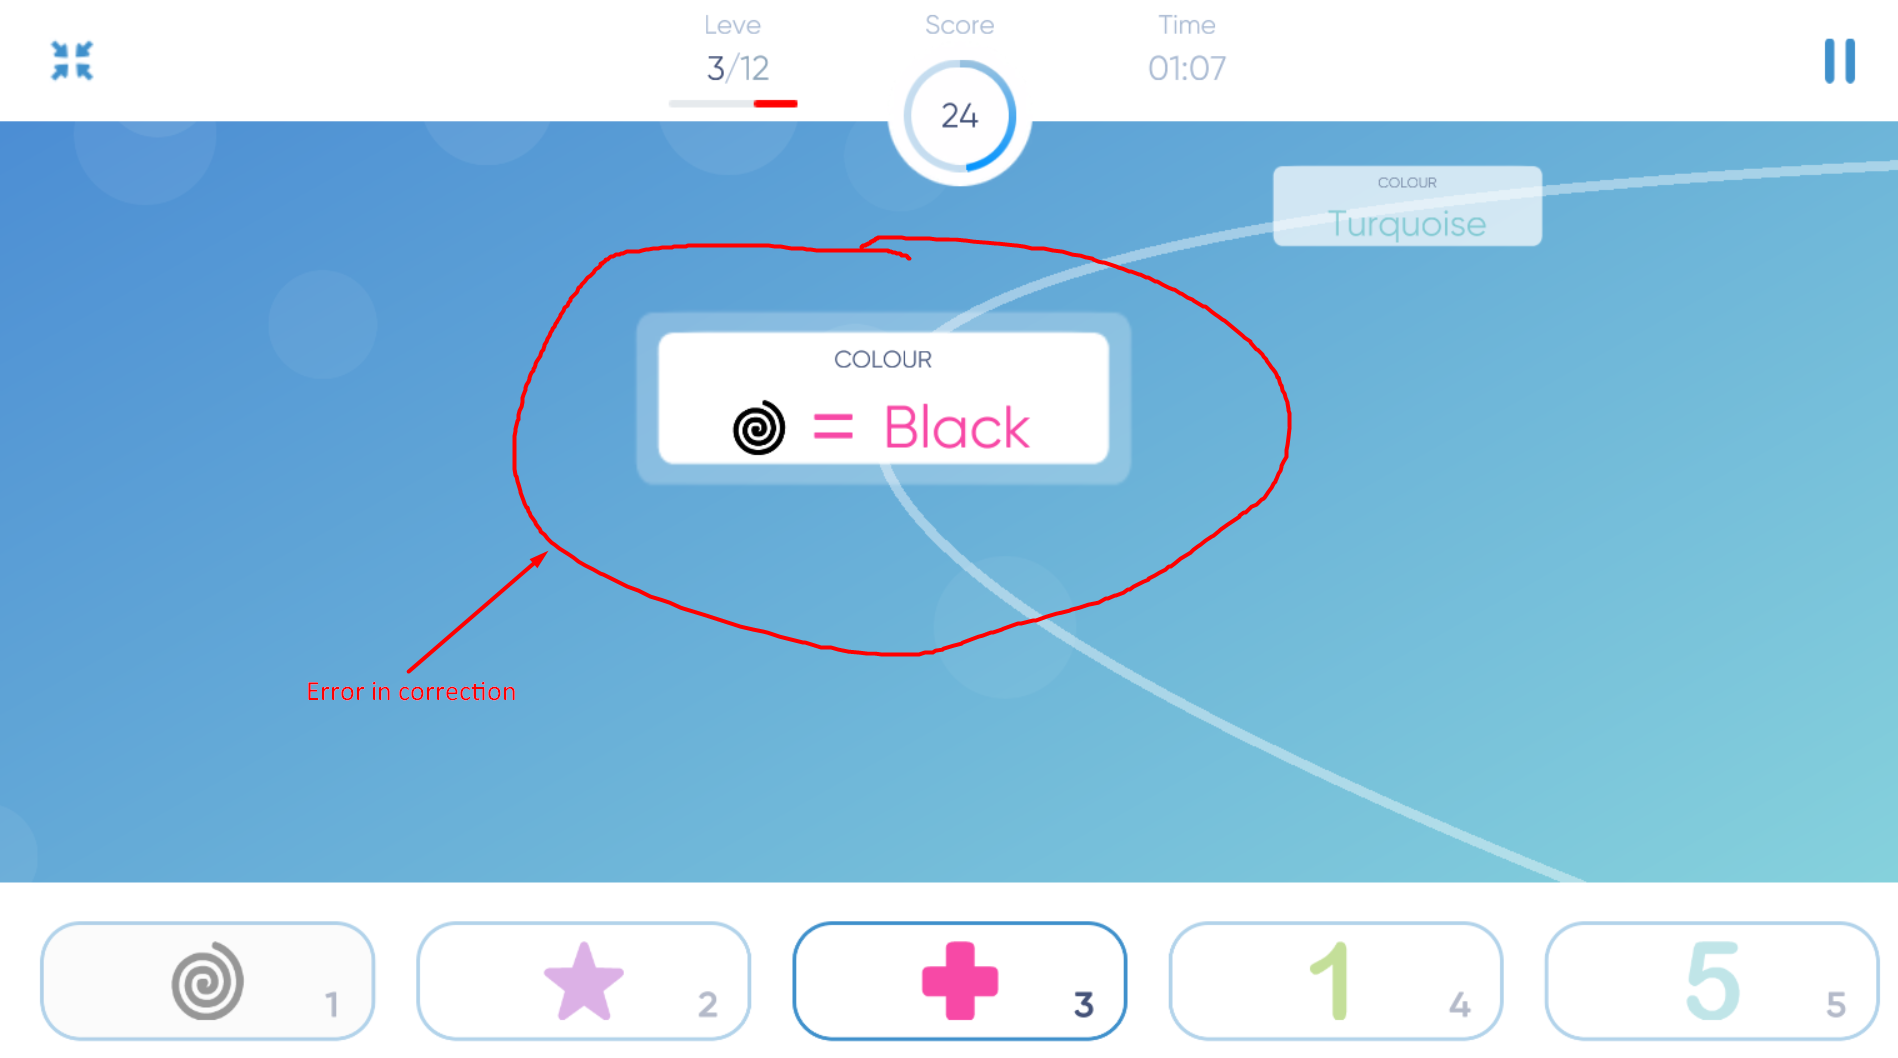 Leve
3/12
Score
24
Time
01:07
COLOUR
Turquoise
COLOUR
= Black
Error in correction
1
2
3
1 4
5 5